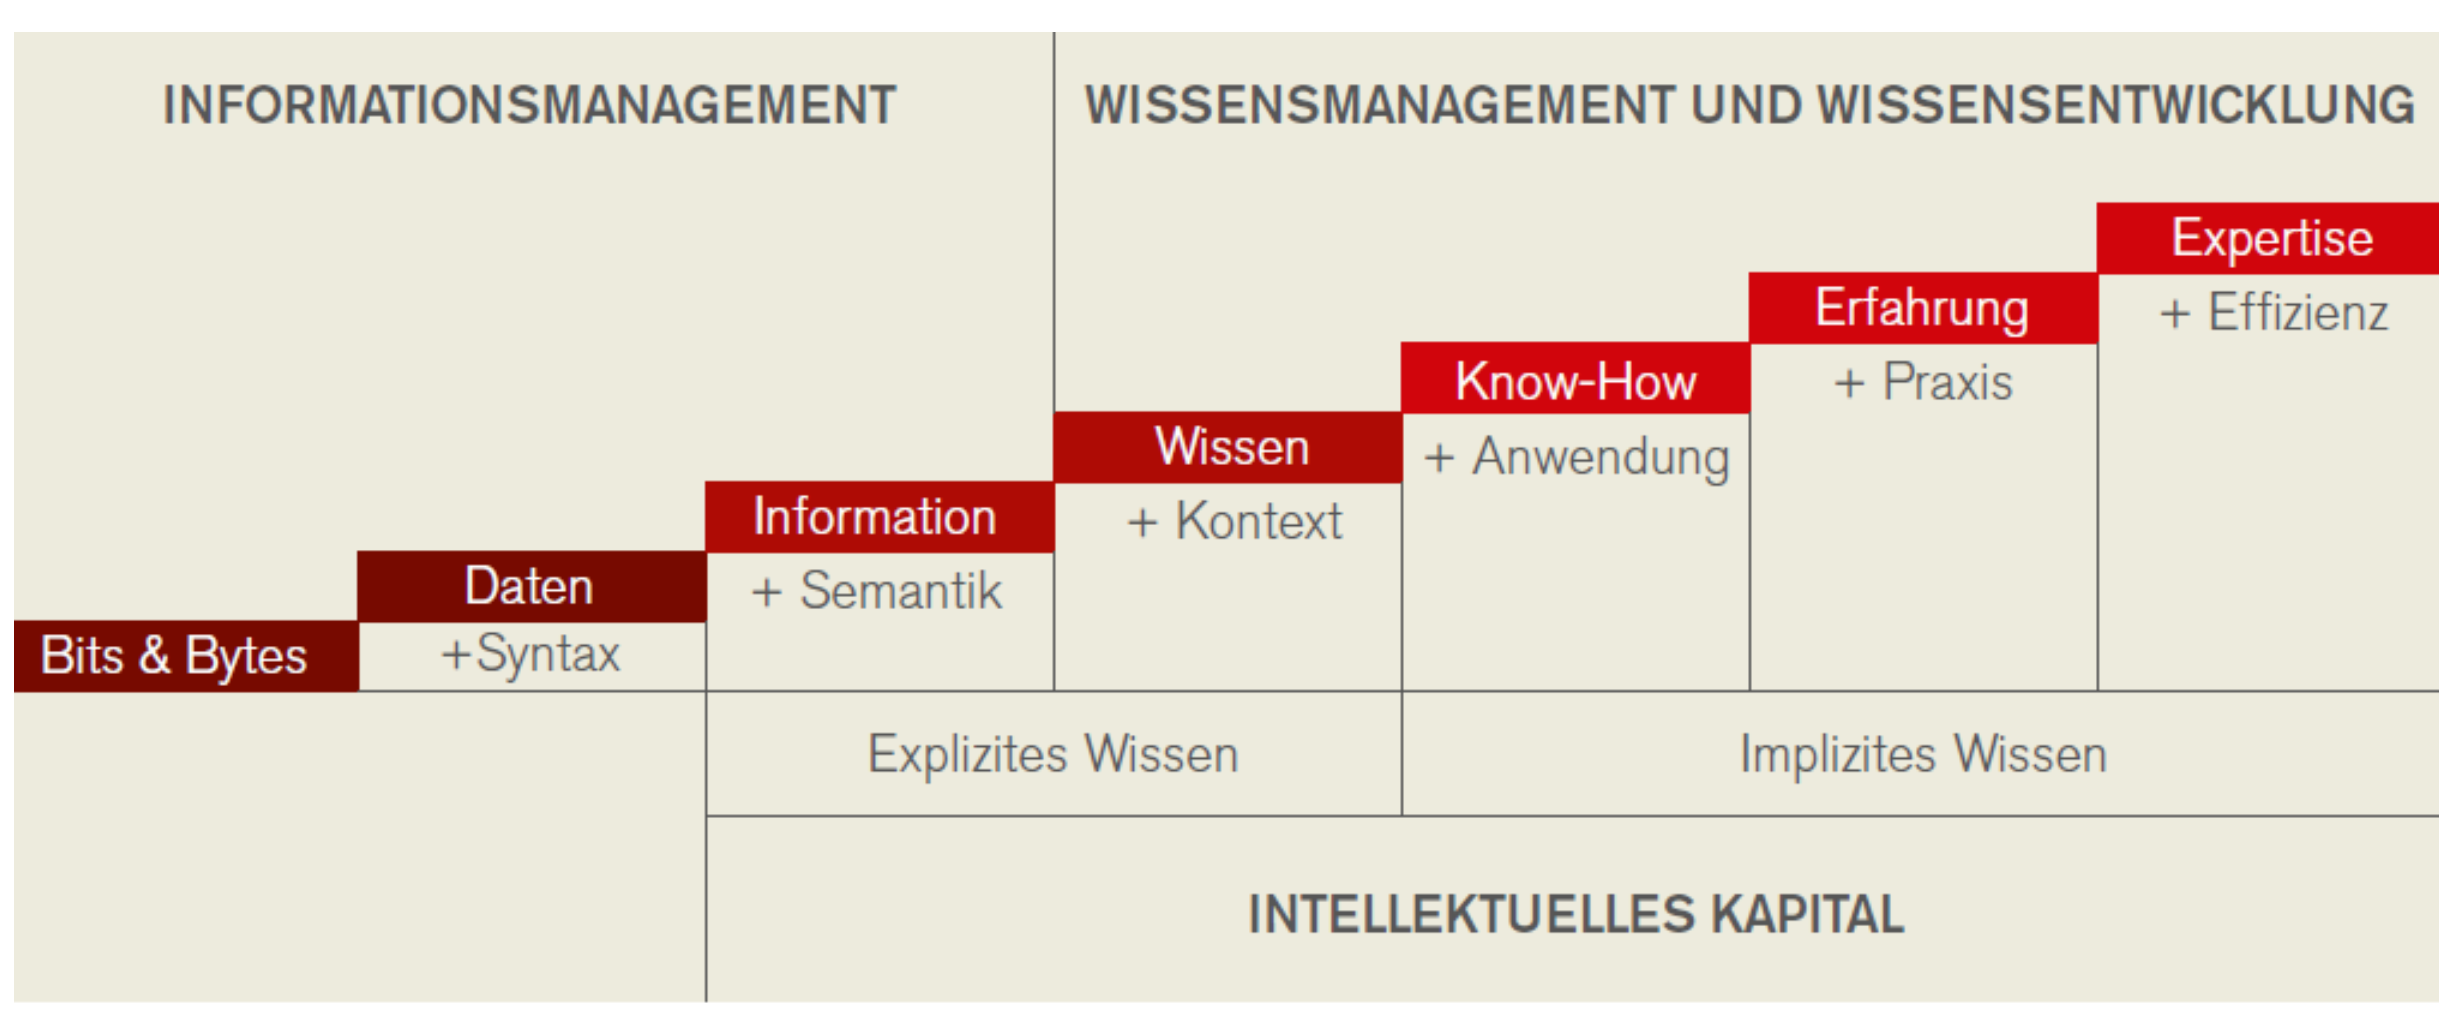 INFORMATIONSMANAGEMENT
WISSENSMANAGEMENT UND WISSENSENTWICKLUNG
Bits & Bytes
Daten
+Syntax
Information
+ Semantik
Wissen
+ Kontext
Know-How
+ Anwendung
Erfahrung
+ Praxis
Expertise
+ Effizienz
Explizites Wissen
Implizites Wissen
INTELLEKTUELLES KAPITAL